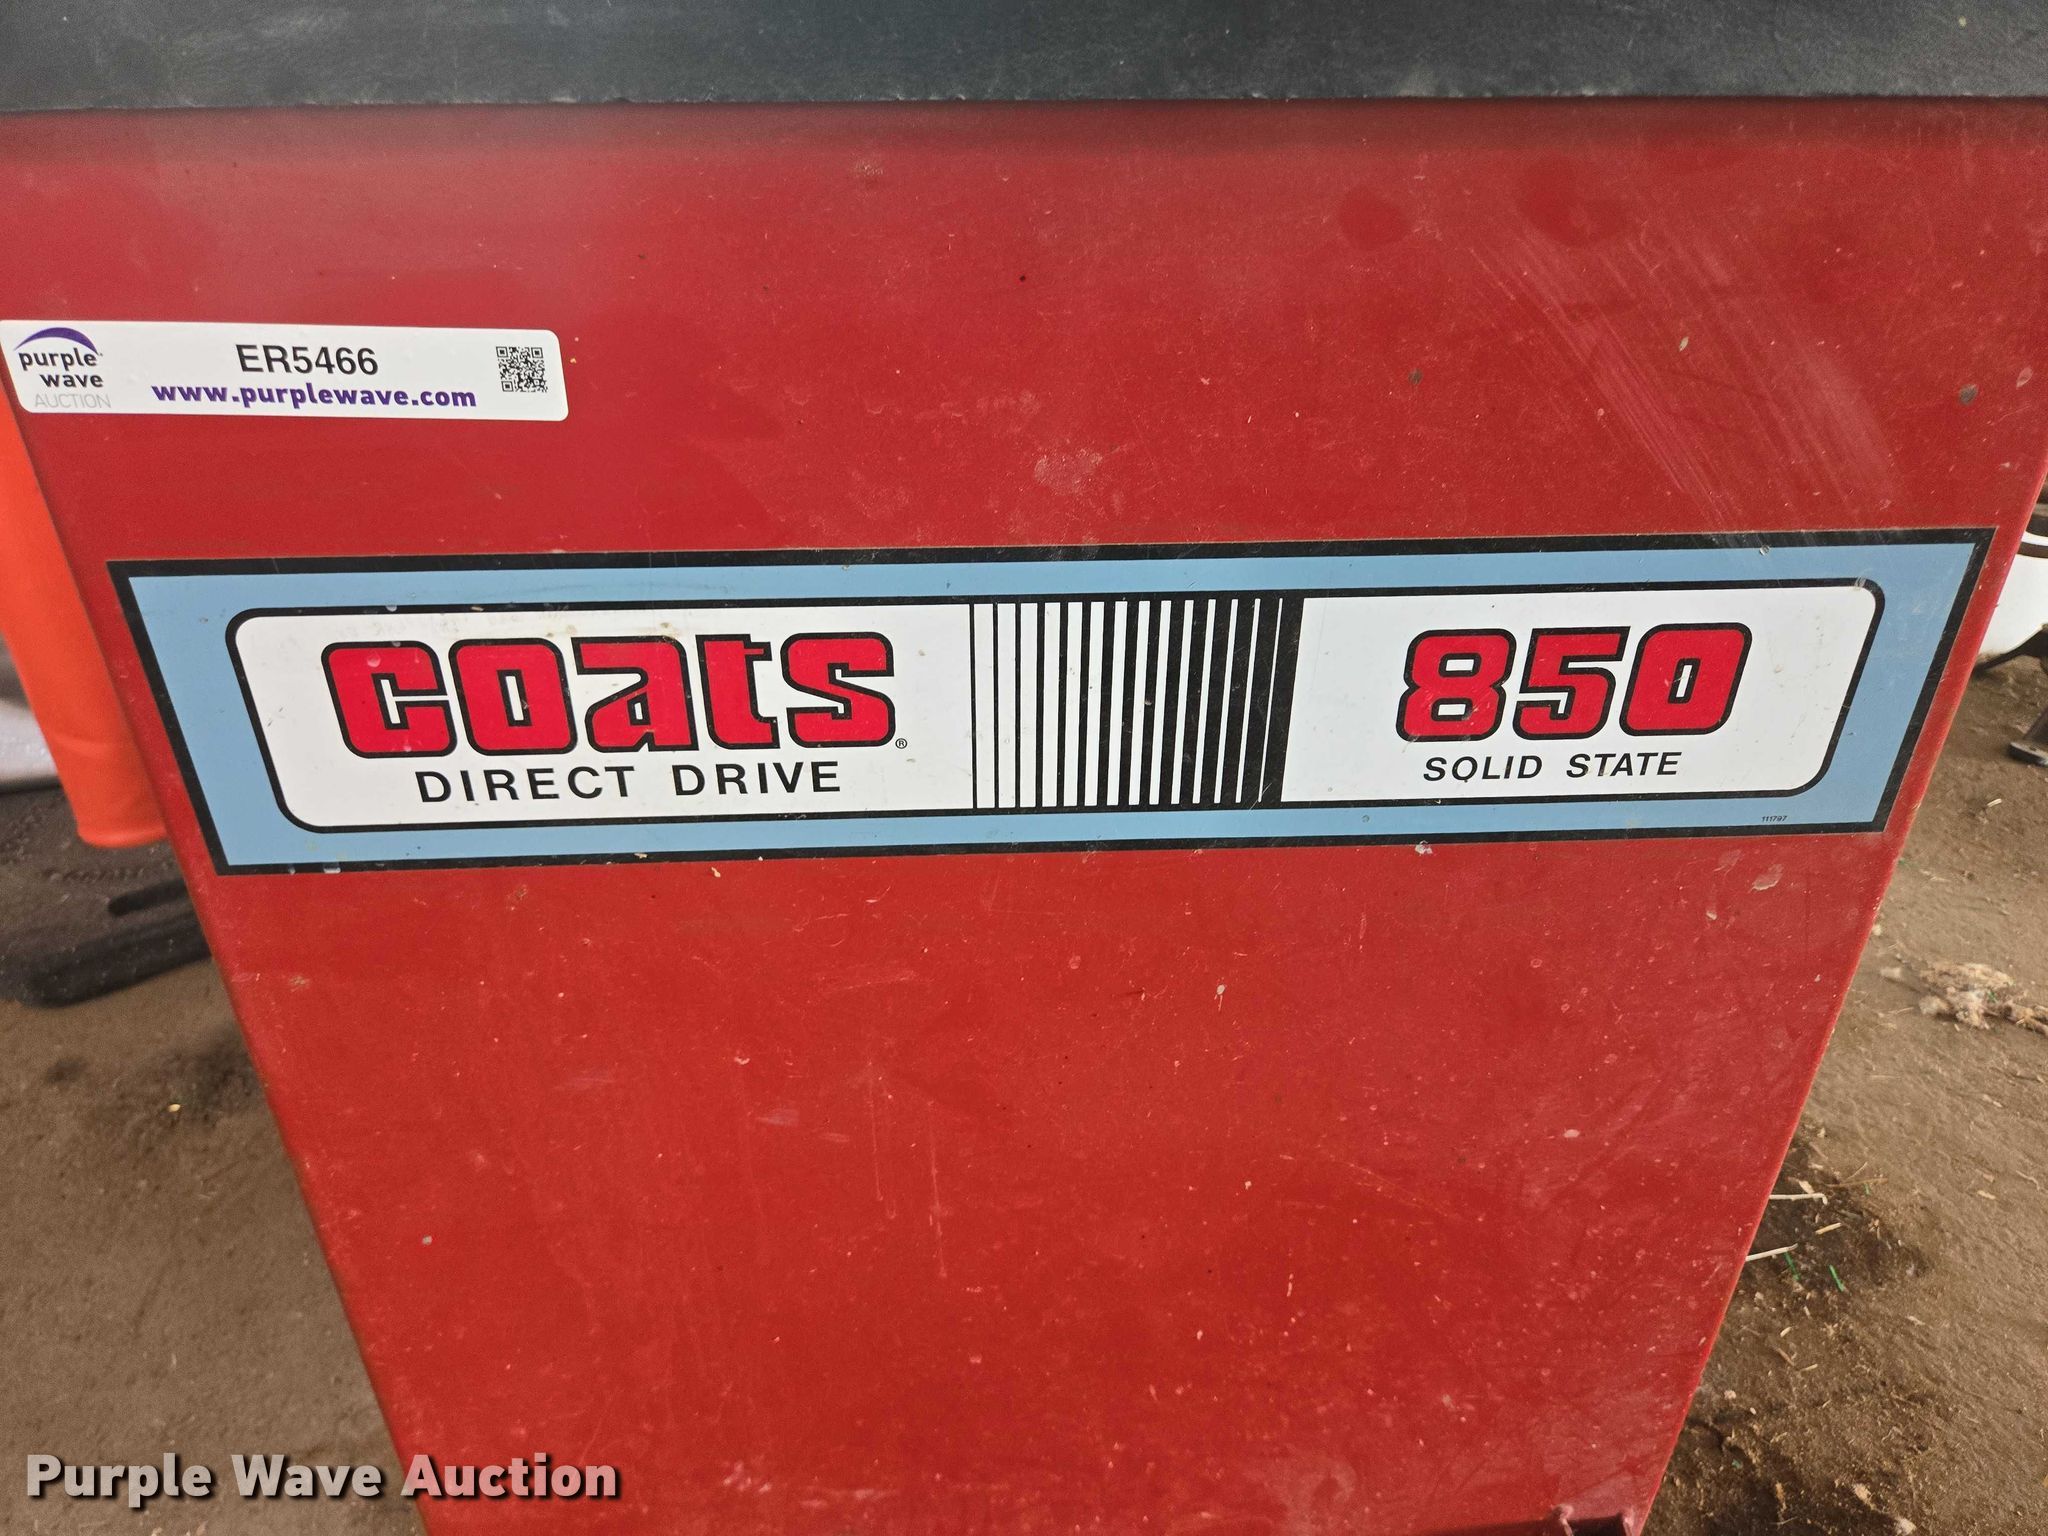 purple
wave
AUCTION
ER5466
www.purplewave.com
coats®
DIRECT DRIVE
850
SOLID STATE
111797
Purple Wave Auction